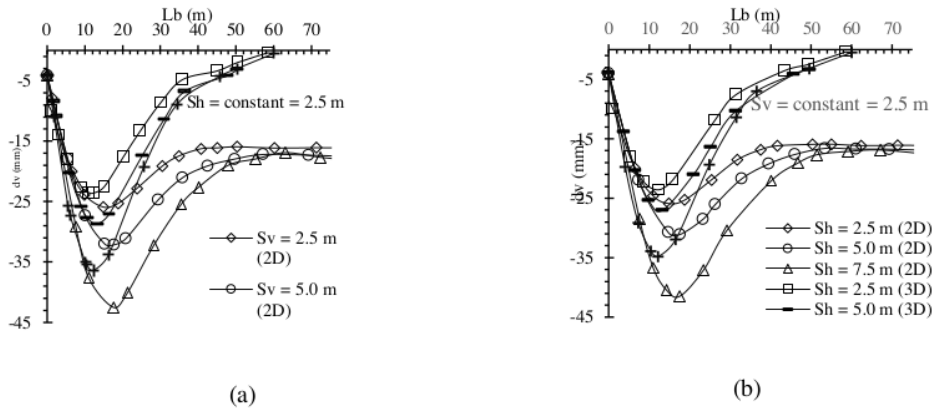 Lb (m)
0 10 20 30 40 50 60 70
-5
-15
-25
-35
-45
dv (mm)
Sh = constant = 2.5 m
Sv = 2.5 m
(2D)
Sv = 5.0 m
(2D)
(a)
Lb (m)
0 10 20 30 40 50 60 70
-5
-15
-25
-35
-45
dv (mm)
Sv = constant = 2.5 m
Sh = 2.5 m (2D)
Sh = 5.0 m (2D)
Sh = 7.5 m (2D)
Sh = 2.5 m (3D)
Sh = 5.0 m (3D)
(b)